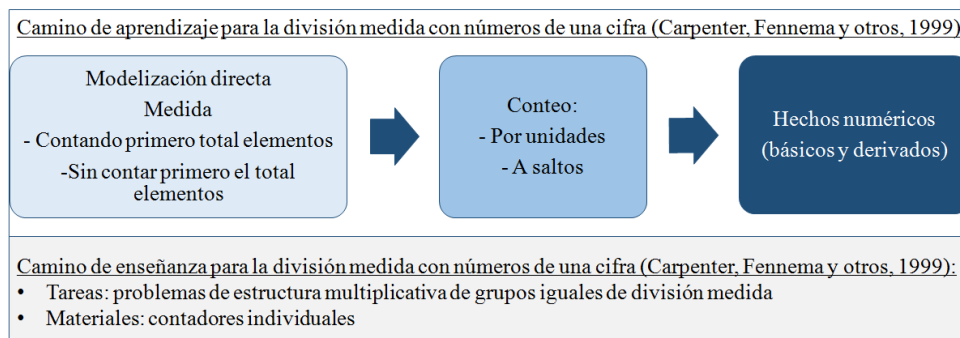 Camino de aprendizaje para la división medida con números de una cifra (Carpenter, Fennema y otros, 1999)
Modelización directa
Medida
- Contando primero total elementos
-Sin contar primero el total
elementos
Conteo:
- Por unidades
- A saltos
Hechos numéricos
(básicos y derivados)
Camino de enseñanza para la división medida con números de una cifra (Carpenter, Fennema y otros, 1999):
• Tareas: problemas de estructura multiplicativa de grupos iguales de división medida
• Materiales: contadores individuales